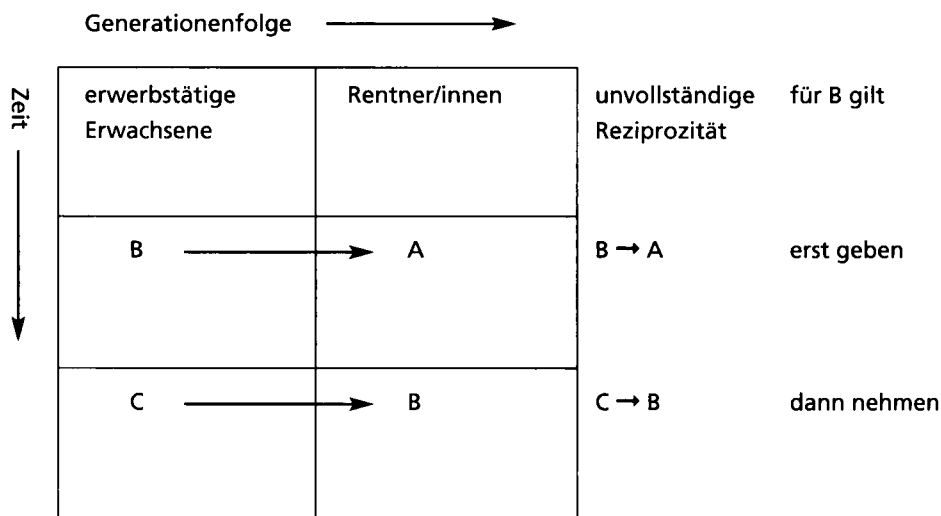 Generationenfolge
Zeit
erwerbstätige Rentner/innen unvollständige für B gilt
Erwachsene Reziprozität
B A B → A erst geben
C B C → B dann nehmen